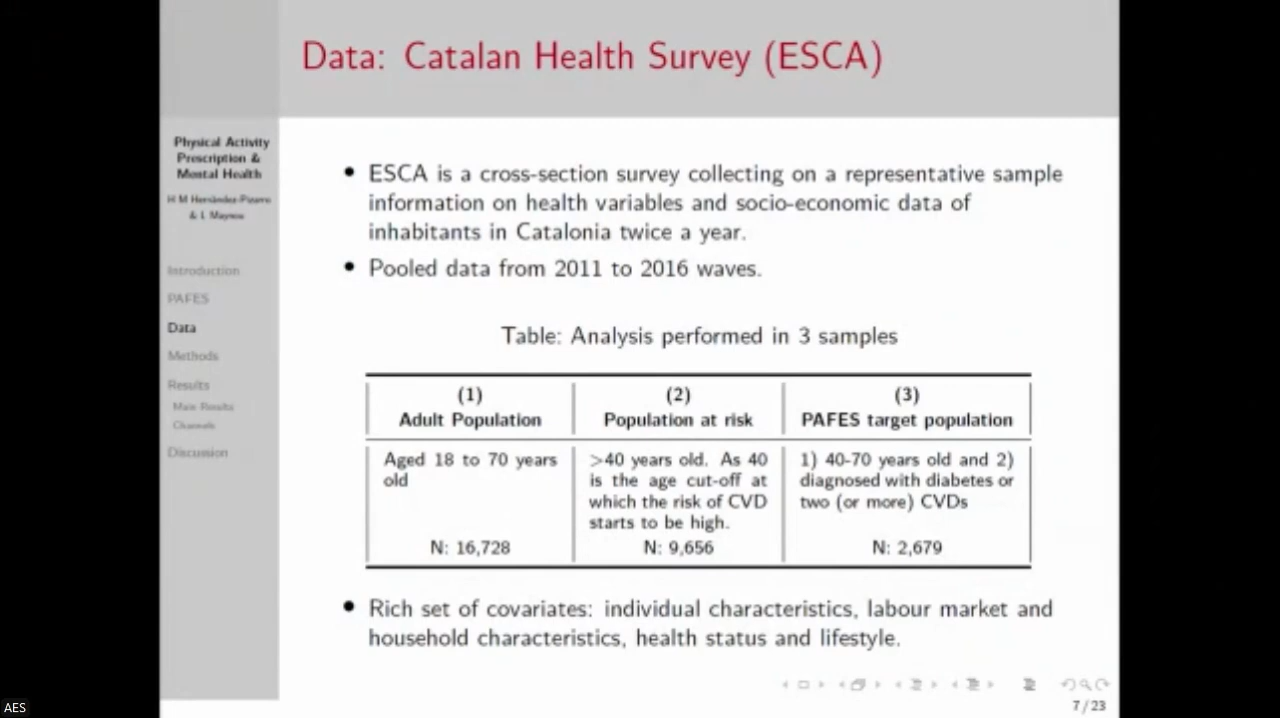 Data: Catalan Health Survey (ESCA)
Physical Activity
Prescription &
Mental Health
H M Hernández-Pizarro
& L Maynou
Introduction
PAFES
Data
Methods
Results
Main Results
Channels
Discussion
• ESCA is a cross-section survey collecting on a representative sample
information on health variables and socio-economic data of
inhabitants in Catalonia twice a year.
• Pooled data from 2011 to 2016 waves.
Table: Analysis performed in 3 samples
(1) (2) (3)
Adult Population Population at risk PAFES target population
Aged 18 to 70 years >40 years old. As 40 1) 40-70 years old and 2)
old is the age cut-off at diagnosed with diabetes or
which the risk of CVD two (or more) CVDs
starts to be high.
N: 16,728 N: 9,656 N: 2,679
• Rich set of covariates: individual characteristics, labour market and
household characteristics, health status and lifestyle.
7/23
AES